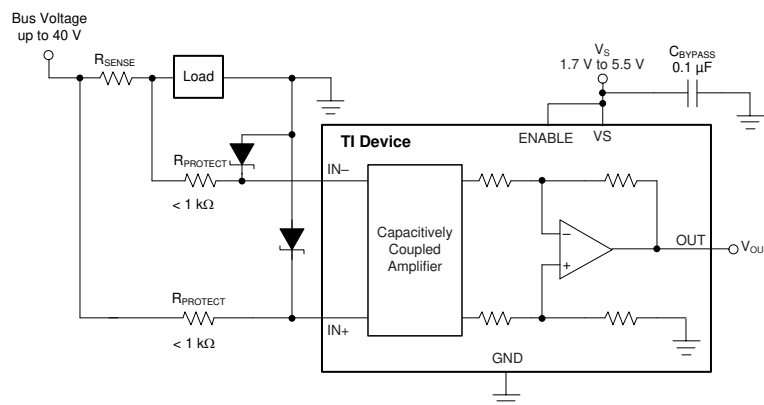 Bus Voltage
up to 40 V
RSENSE
Load
VS
1.7 V to 5.5 V
CBYPASS
0.1 µF
ENABLE
VS
TI Device
RPROTECT
< 1 kΩ
IN–
Capacitively
Coupled
Amplifier
–
+
OUT
VOU
RPROTECT
< 1 kΩ
IN+
GND